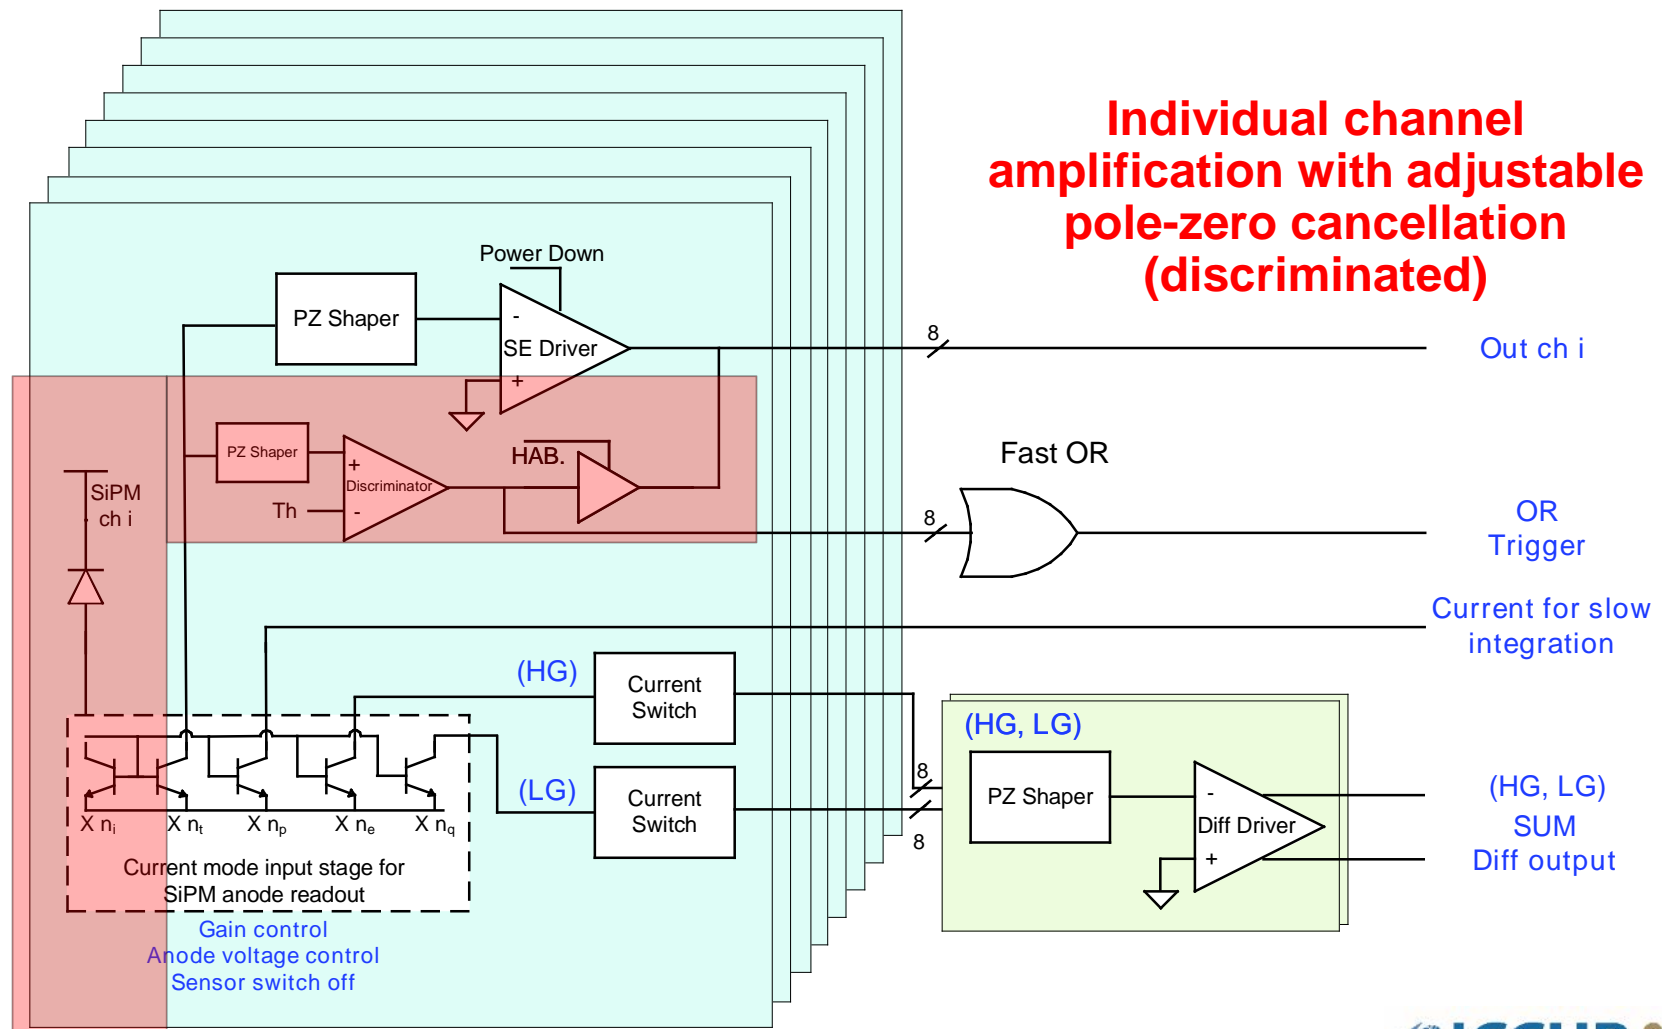 Individual channel
amplification with adjustable
pole-zero cancellation
(discriminated)
Power Down
PZ Shaper
-
SE Driver
+
8
Out ch i
PZ Shaper
+
Discriminator
Th
-
HAB.
8
Fast OR
OR
Trigger
SiPM
ch i
Current for slow
integration
(HG)
Current
Switch
(LG)
Current
Switch
8
8
(HG, LG)
PZ Shaper
-
Diff Driver
+
(HG, LG)
SUM
Diff output
X nᵢ X nₜ X nₚ X nₑ X n_q
Current mode input stage for
SiPM anode readout
Gain control
Anode voltage control
Sensor switch off